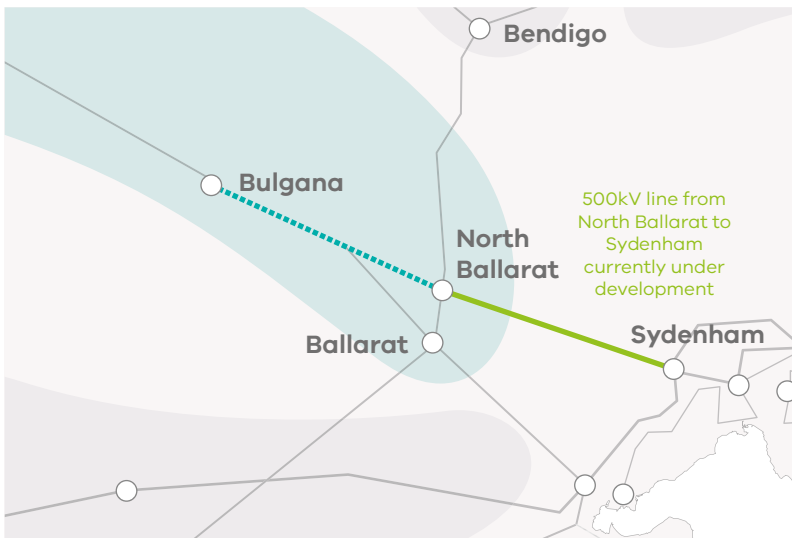 Bendigo
Bulgana
500kV line from
North Ballarat to
Sydenham
currently under
development
North
Ballarat
Sydenham
Ballarat